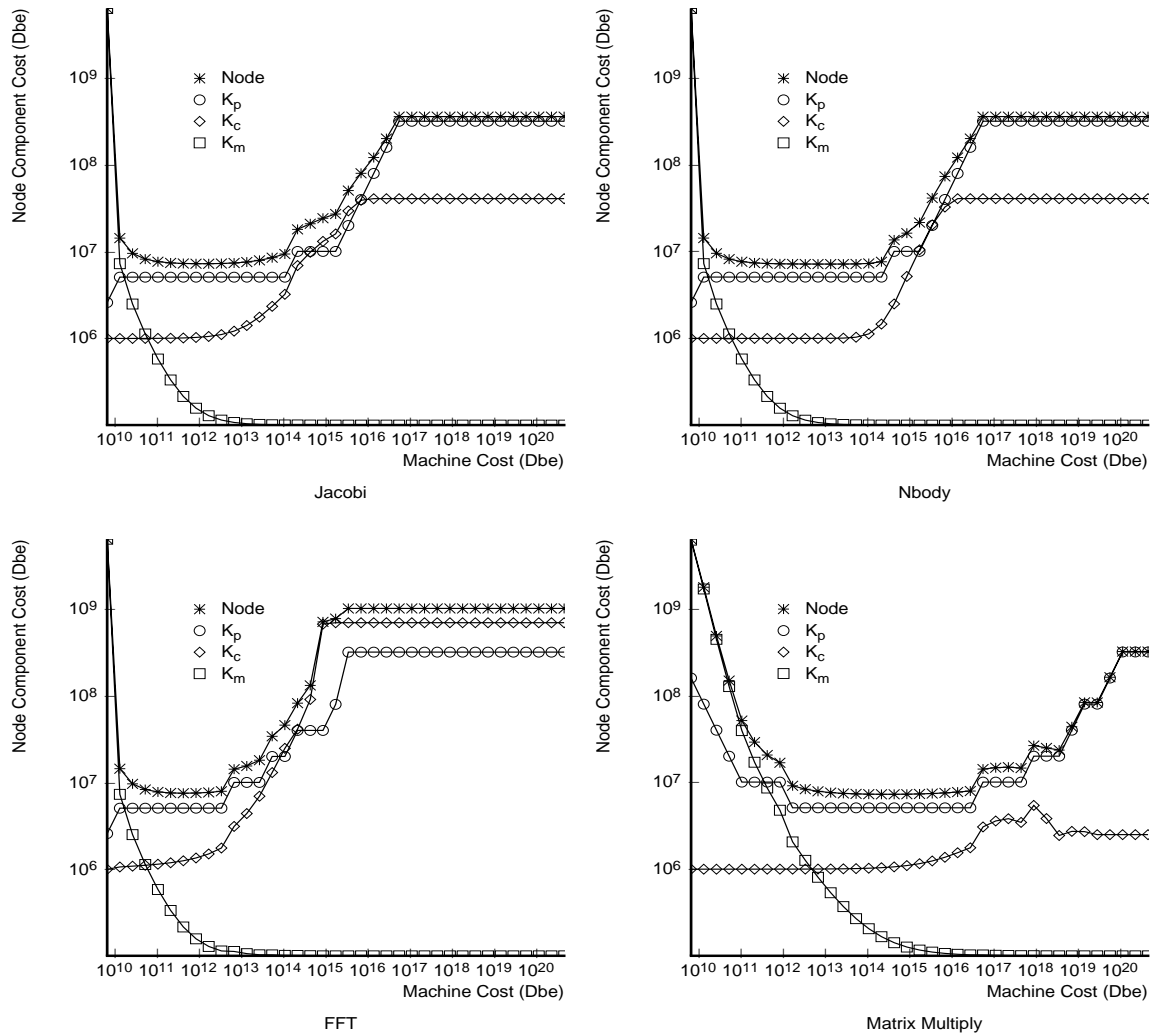 Node Component Cost (Dbe)
10⁹
10⁸
10⁷
10⁶
Node
Kₚ
K꜀
Kₘ
10¹⁰ 10¹¹ 10¹² 10¹³ 10¹⁴ 10¹⁵ 10¹⁶ 10¹⁷ 10¹⁸ 10¹⁹ 10²⁰
Machine Cost (Dbe)
Jacobi
Node Component Cost (Dbe)
10⁹
10⁸
10⁷
10⁶
Node
Kₚ
K꜀
Kₘ
10¹⁰ 10¹¹ 10¹² 10¹³ 10¹⁴ 10¹⁵ 10¹⁶ 10¹⁷ 10¹⁸ 10¹⁹ 10²⁰
Machine Cost (Dbe)
Nbody
Node Component Cost (Dbe)
10⁹
10⁸
10⁷
10⁶
Node
Kₚ
K꜀
Kₘ
10¹⁰ 10¹¹ 10¹² 10¹³ 10¹⁴ 10¹⁵ 10¹⁶ 10¹⁷ 10¹⁸ 10¹⁹ 10²⁰
Machine Cost (Dbe)
FFT
Node Component Cost (Dbe)
10⁹
10⁸
10⁷
10⁶
Node
Kₚ
K꜀
Kₘ
10¹⁰ 10¹¹ 10¹² 10¹³ 10¹⁴ 10¹⁵ 10¹⁶ 10¹⁷ 10¹⁸ 10¹⁹ 10²⁰
Machine Cost (Dbe)
Matrix Multiply